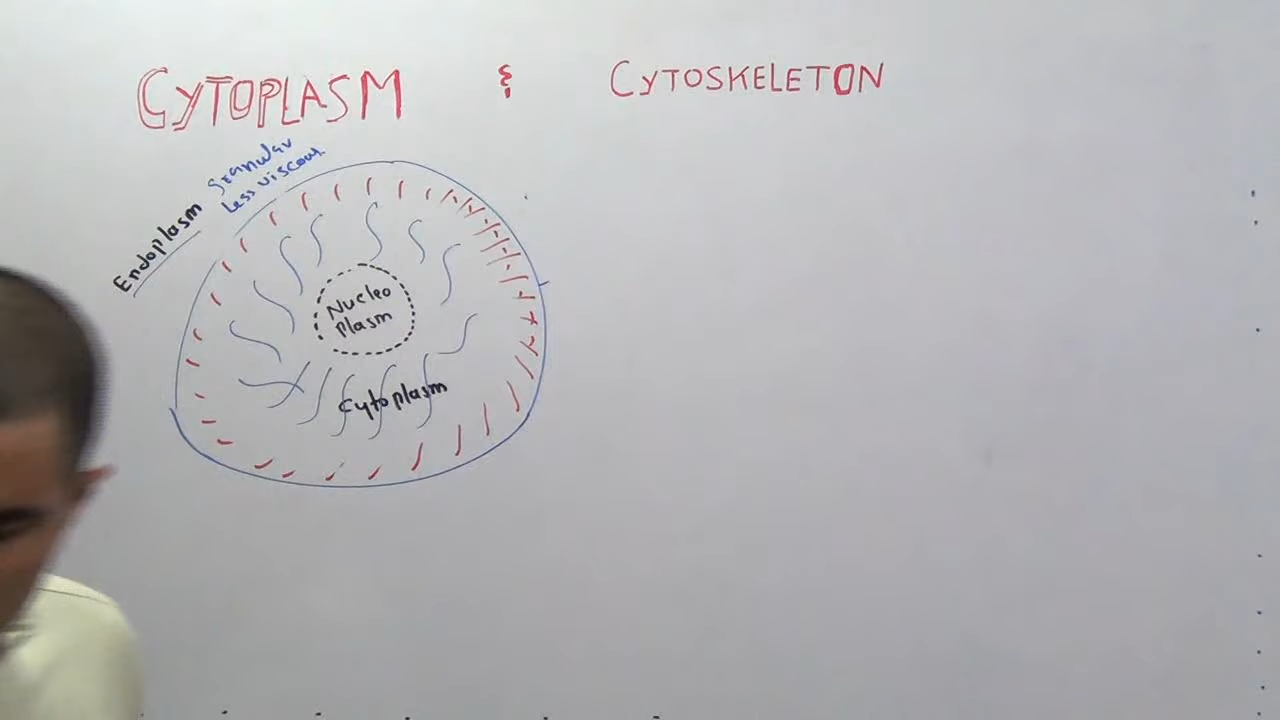 CYTOPLASM & CYTOSKELETON
Endoplasm
granular
less viscous
Nucleo
plasm
Cytoplasm